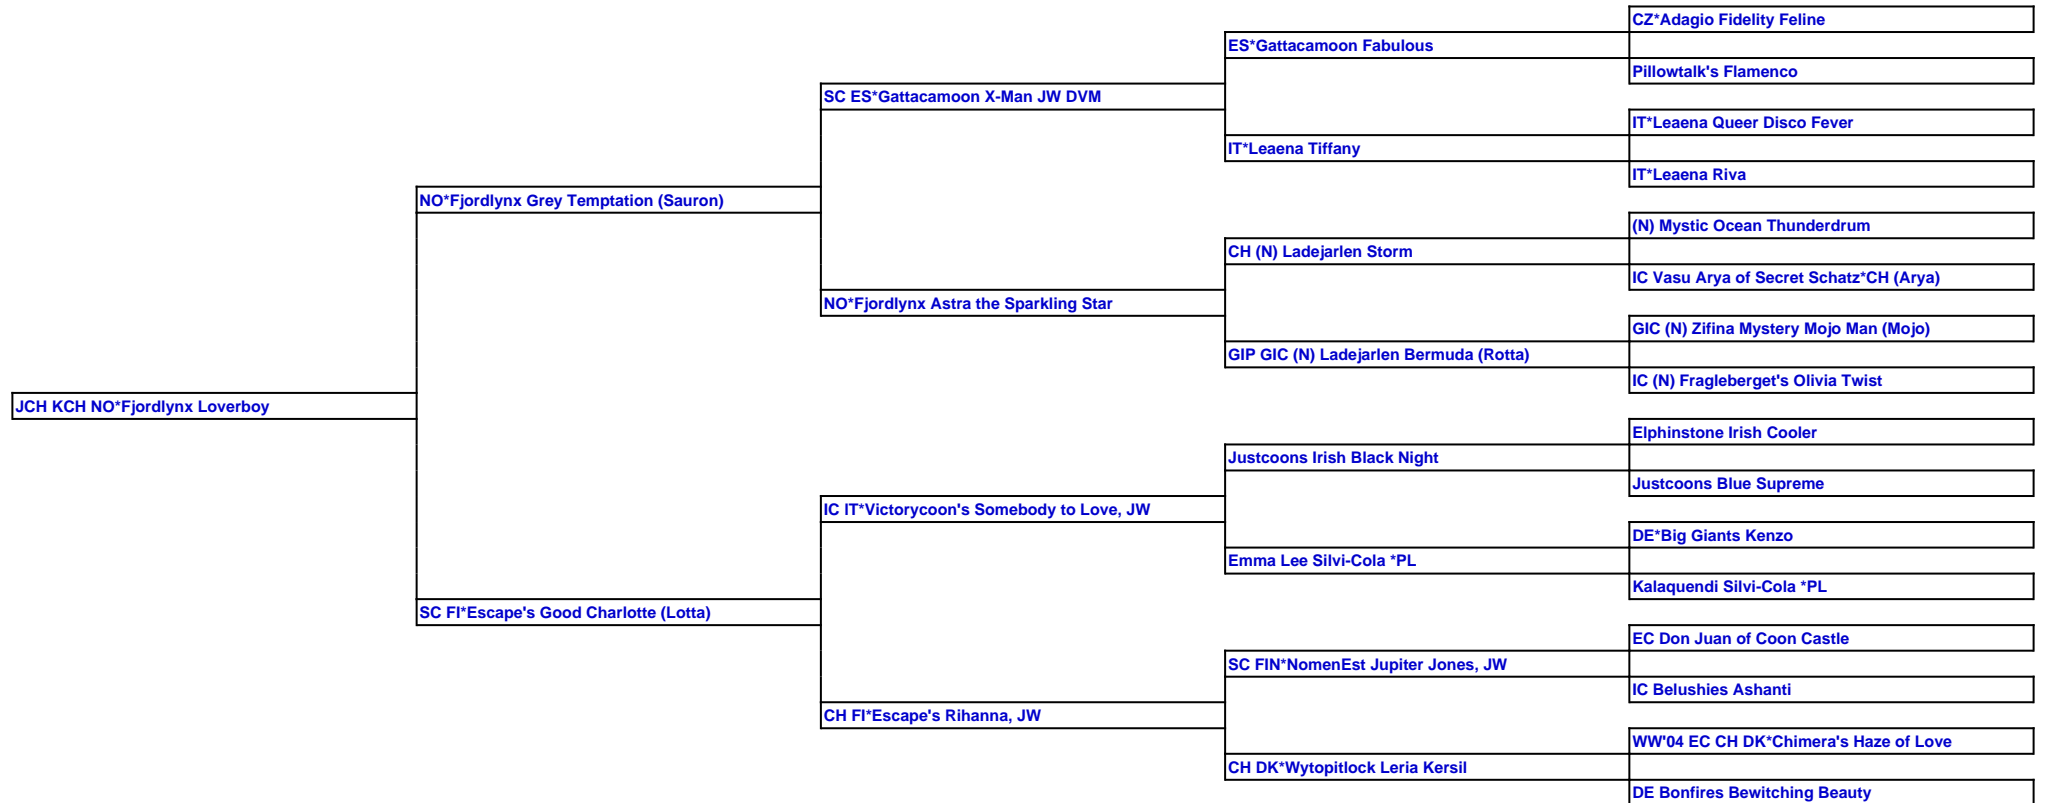 CZ*Adagio Fidelity Feline
ES*Gattacamoon Fabulous
Pillowtalk's Flamenco
SC ES*Gattacamoon X-Man JW DVM
IT*Leaena Queer Disco Fever
IT*Leaena Tiffany
IT*Leaena Riva
NO*Fjordlynx Grey Temptation (Sauron)
(N) Mystic Ocean Thunderdrum
CH (N) Ladejarlen Storm
IC Vasu Arya of Secret Schatz*CH (Arya)
NO*Fjordlynx Astra the Sparkling Star
GIC (N) Zifina Mystery Mojo Man (Mojo)
GIP GIC (N) Ladejarlen Bermuda (Rotta)
IC (N) Fragleberget's Olivia Twist
JCH KCH NO*Fjordlynx Loverboy
Elphinstone Irish Cooler
Justcoons Irish Black Night
Justcoons Blue Supreme
IC IT*Victorycoon's Somebody to Love, JW
DE*Big Giants Kenzo
Emma Lee Silvi-Cola *PL
Kalaquendi Silvi-Cola *PL
SC FI*Escape's Good Charlotte (Lotta)
EC Don Juan of Coon Castle
SC FIN*NomenEst Jupiter Jones, JW
IC Belushies Ashanti
CH FI*Escape's Rihanna, JW
WW'04 EC CH DK*Chimera's Haze of Love
CH DK*Wytopitlock Leria Kersil
DE Bonfires Bewitching Beauty